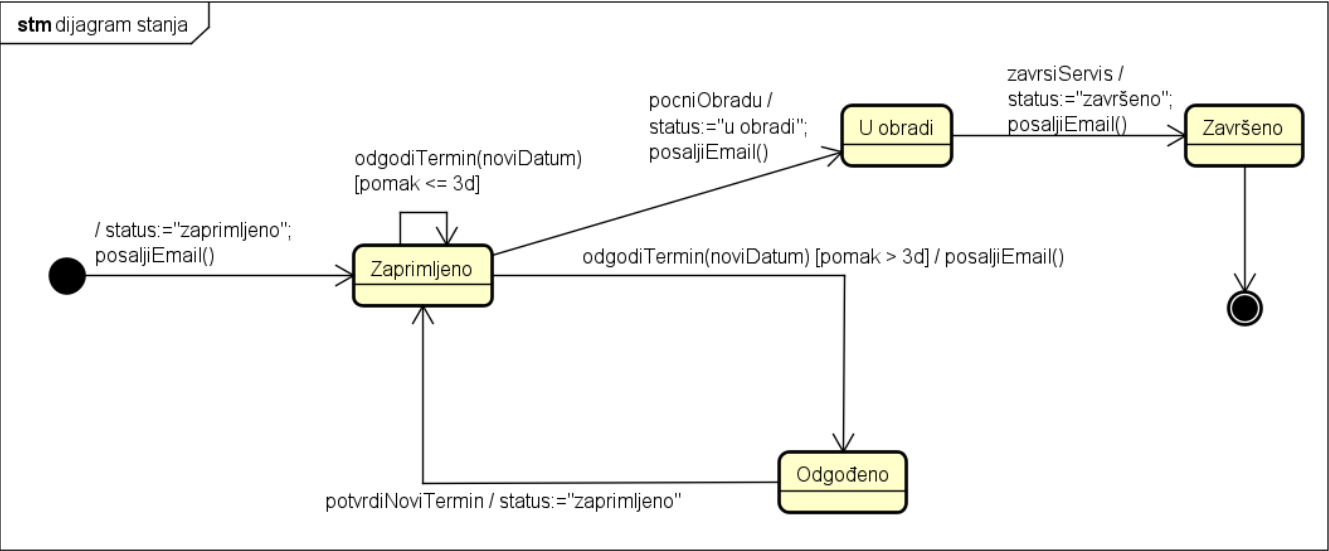 stm dijagram stanja
zavrsiServis /
status:="završeno";
posaljiEmail()
pocniObradu /
status:="u obradi";
posaljiEmail()
U obradi
Završeno
odgodiTermin(noviDatum)
[pomak <= 3d]
/ status:="zaprimljeno";
posaljiEmail()
Zaprimljeno
odgodiTermin(noviDatum) [pomak > 3d] / posaljiEmail()
Odgođeno
potvrdiNoviTermin / status:="zaprimljeno"